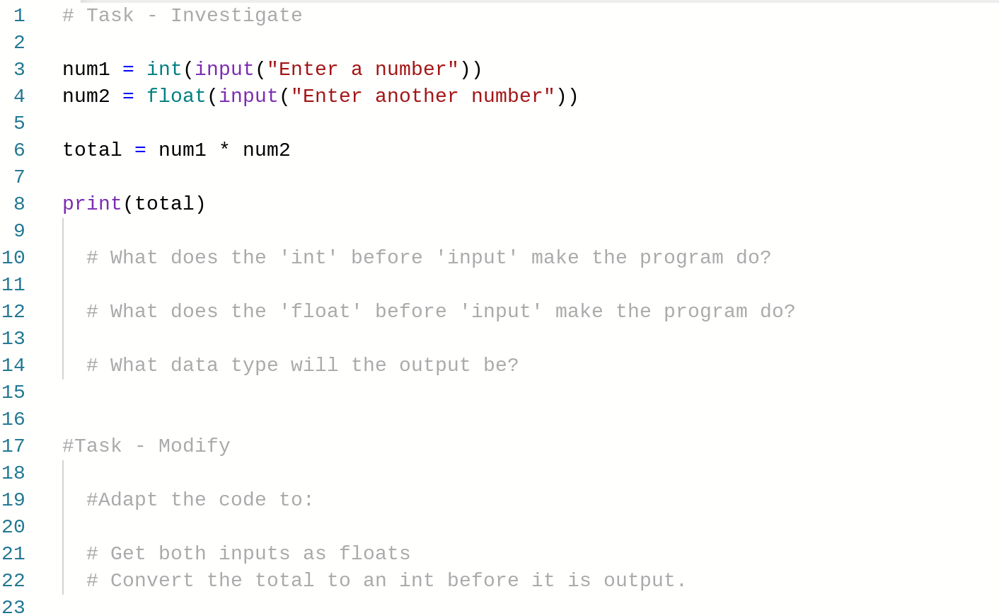 1 # Task - Investigate
2
3 num1 = int(input("Enter a number"))
4 num2 = float(input("Enter another number"))
5
6 total = num1 * num2
7
8 print(total)
9
10 # What does the 'int' before 'input' make the program do?
11
12 # What does the 'float' before 'input' make the program do?
13
14 # What data type will the output be?
15
16
17 #Task - Modify
18
19 #Adapt the code to:
20
21 # Get both inputs as floats
22 # Convert the total to an int before it is output.
23